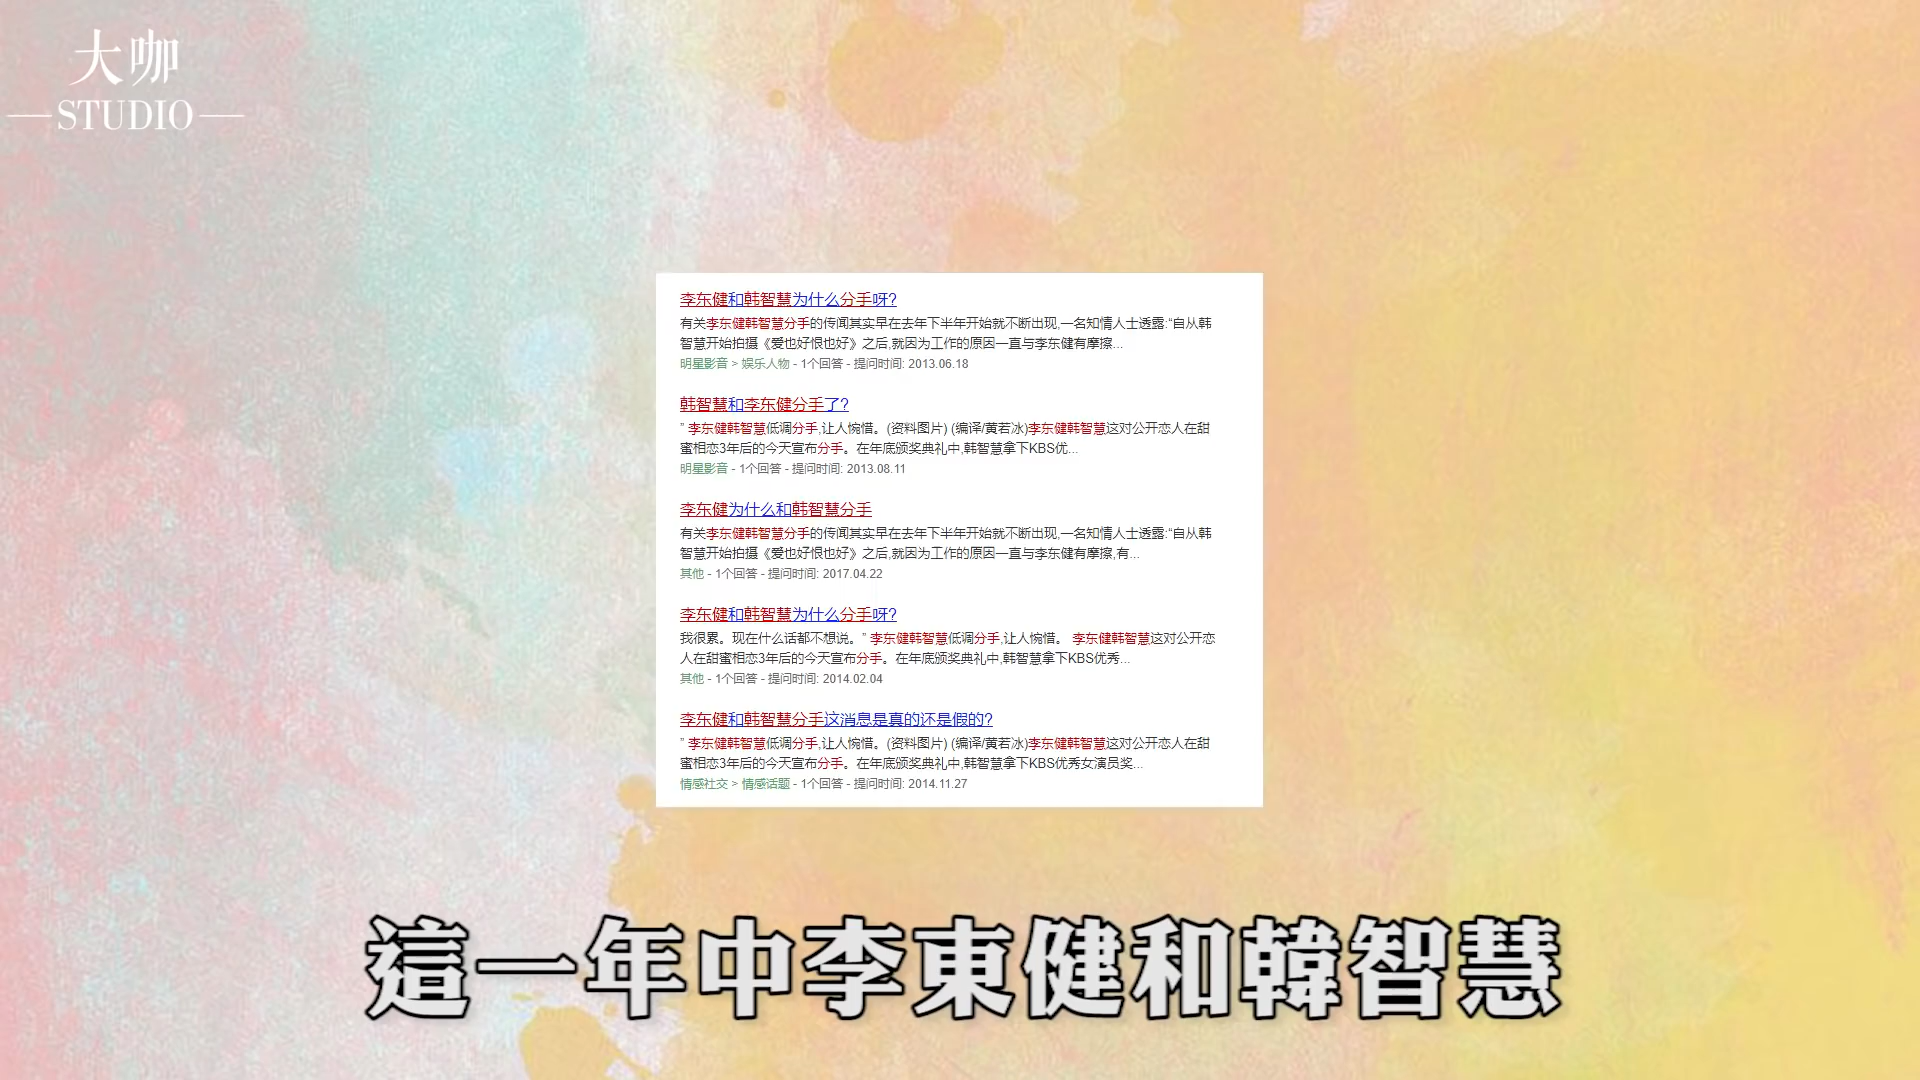 大咖
STUDIO
李东健和韩智慧为什么分手呀?
有关李东健韩智慧分手的传闻其实早在去年下半年开始就不断出现,一名知情人士透露:“自从韩
智慧开始拍摄《爱也好恨也好》之后,就因为工作的原因一直与李东健有摩擦...
明星影音 > 娱乐人物 - 1个回答 - 提问时间: 2013.06.18
韩智慧和李东健分手了?
” 李东健韩智慧低调分手,让人惋惜。(资料图片) (编译/黄若冰)李东健韩智慧这对公开恋人在甜
蜜相恋3年后的今天宣布分手。在年底颁奖典礼中,韩智慧拿下KBS优...
明星影音 - 1个回答 - 提问时间: 2013.08.11
李东健为什么和韩智慧分手
有关李东健韩智慧分手的传闻其实早在去年下半年开始就不断出现,一名知情人士透露:“自从韩
智慧开始拍摄《爱也好恨也好》之后,就因为工作的原因一直与李东健有摩擦,有...
其他 - 1个回答 - 提问时间: 2017.04.22
李东健和韩智慧为什么分手呀?
我很累。现在什么话都不想说。” 李东健韩智慧低调分手,让人惋惜。 李东健韩智慧这对公开恋
人在甜蜜相恋3年后的今天宣布分手。在年底颁奖典礼中,韩智慧拿下KBS优秀...
其他 - 1个回答 - 提问时间: 2014.02.04
李东健和韩智慧分手这消息是真的还是假的?
” 李东健韩智慧低调分手,让人惋惜。(资料图片) (编译/黄若冰)李东健韩智慧这对公开恋人在甜
蜜相恋3年后的今天宣布分手。在年底颁奖典礼中,韩智慧拿下KBS优秀女演员奖...
情感社交 > 情感话题 - 1个回答 - 提问时间: 2014.11.27
這一年中李東健和韓智慧